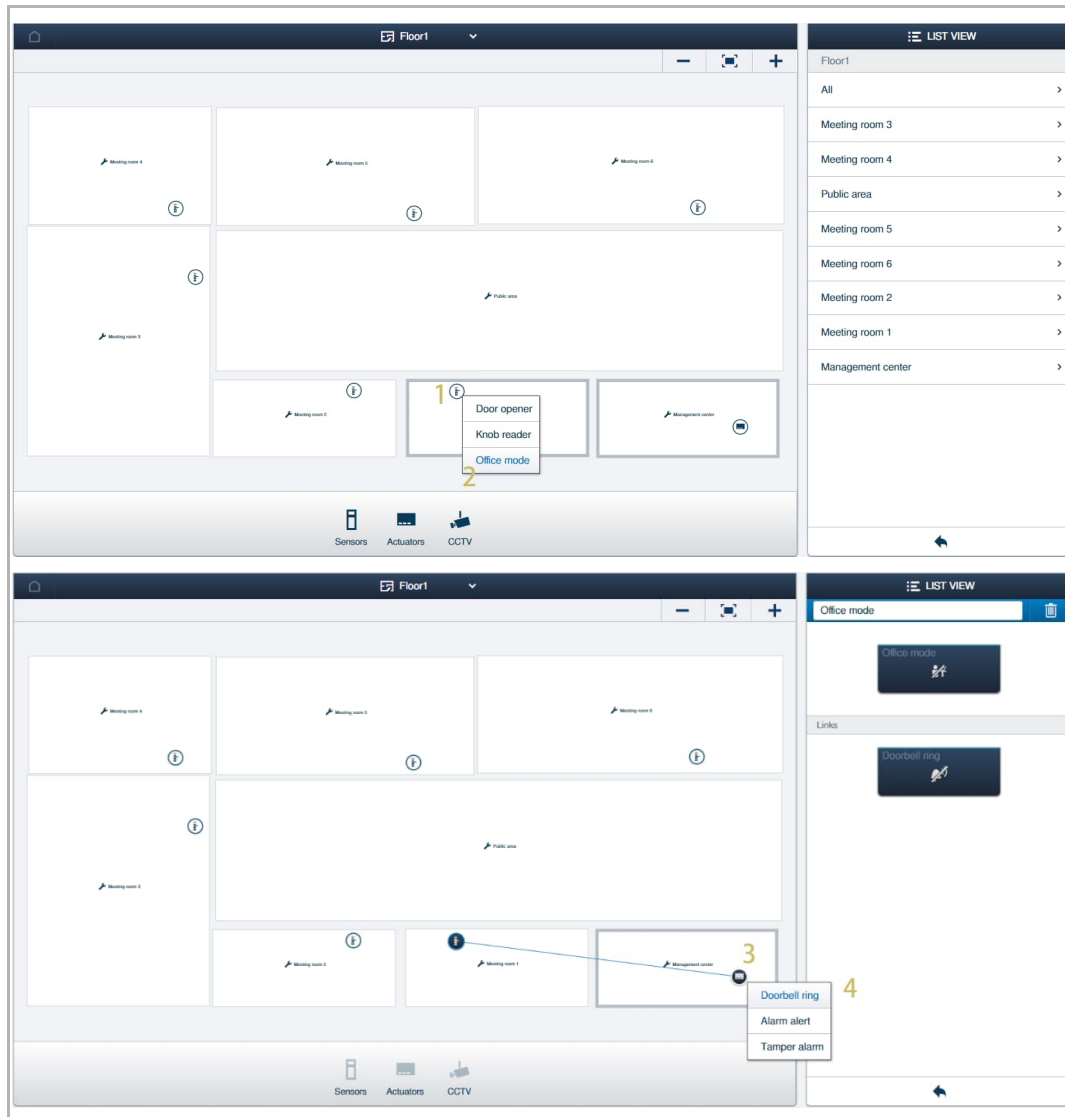 Floor1
LIST VIEW
Floor1
All
Meeting room 3
Meeting room 4
Public area
Meeting room 5
Meeting room 6
Meeting room 2
Meeting room 1
Management center
Meeting room 4
Meeting room 5
Meeting room 6
Meeting room 3
Public area
Meeting room 2
1
Door opener
Knob reader
Office mode
2
Management center
Sensors
Actuators
CCTV
Floor1
LIST VIEW
Office mode
Office mode
Links
Doorbell ring
Meeting room 4
Meeting room 5
Meeting room 6
Meeting room 3
Public area
Meeting room 2
Meeting room 1
Management center
3
Doorbell ring
4
Alarm alert
Tamper alarm
Sensors
Actuators
CCTV